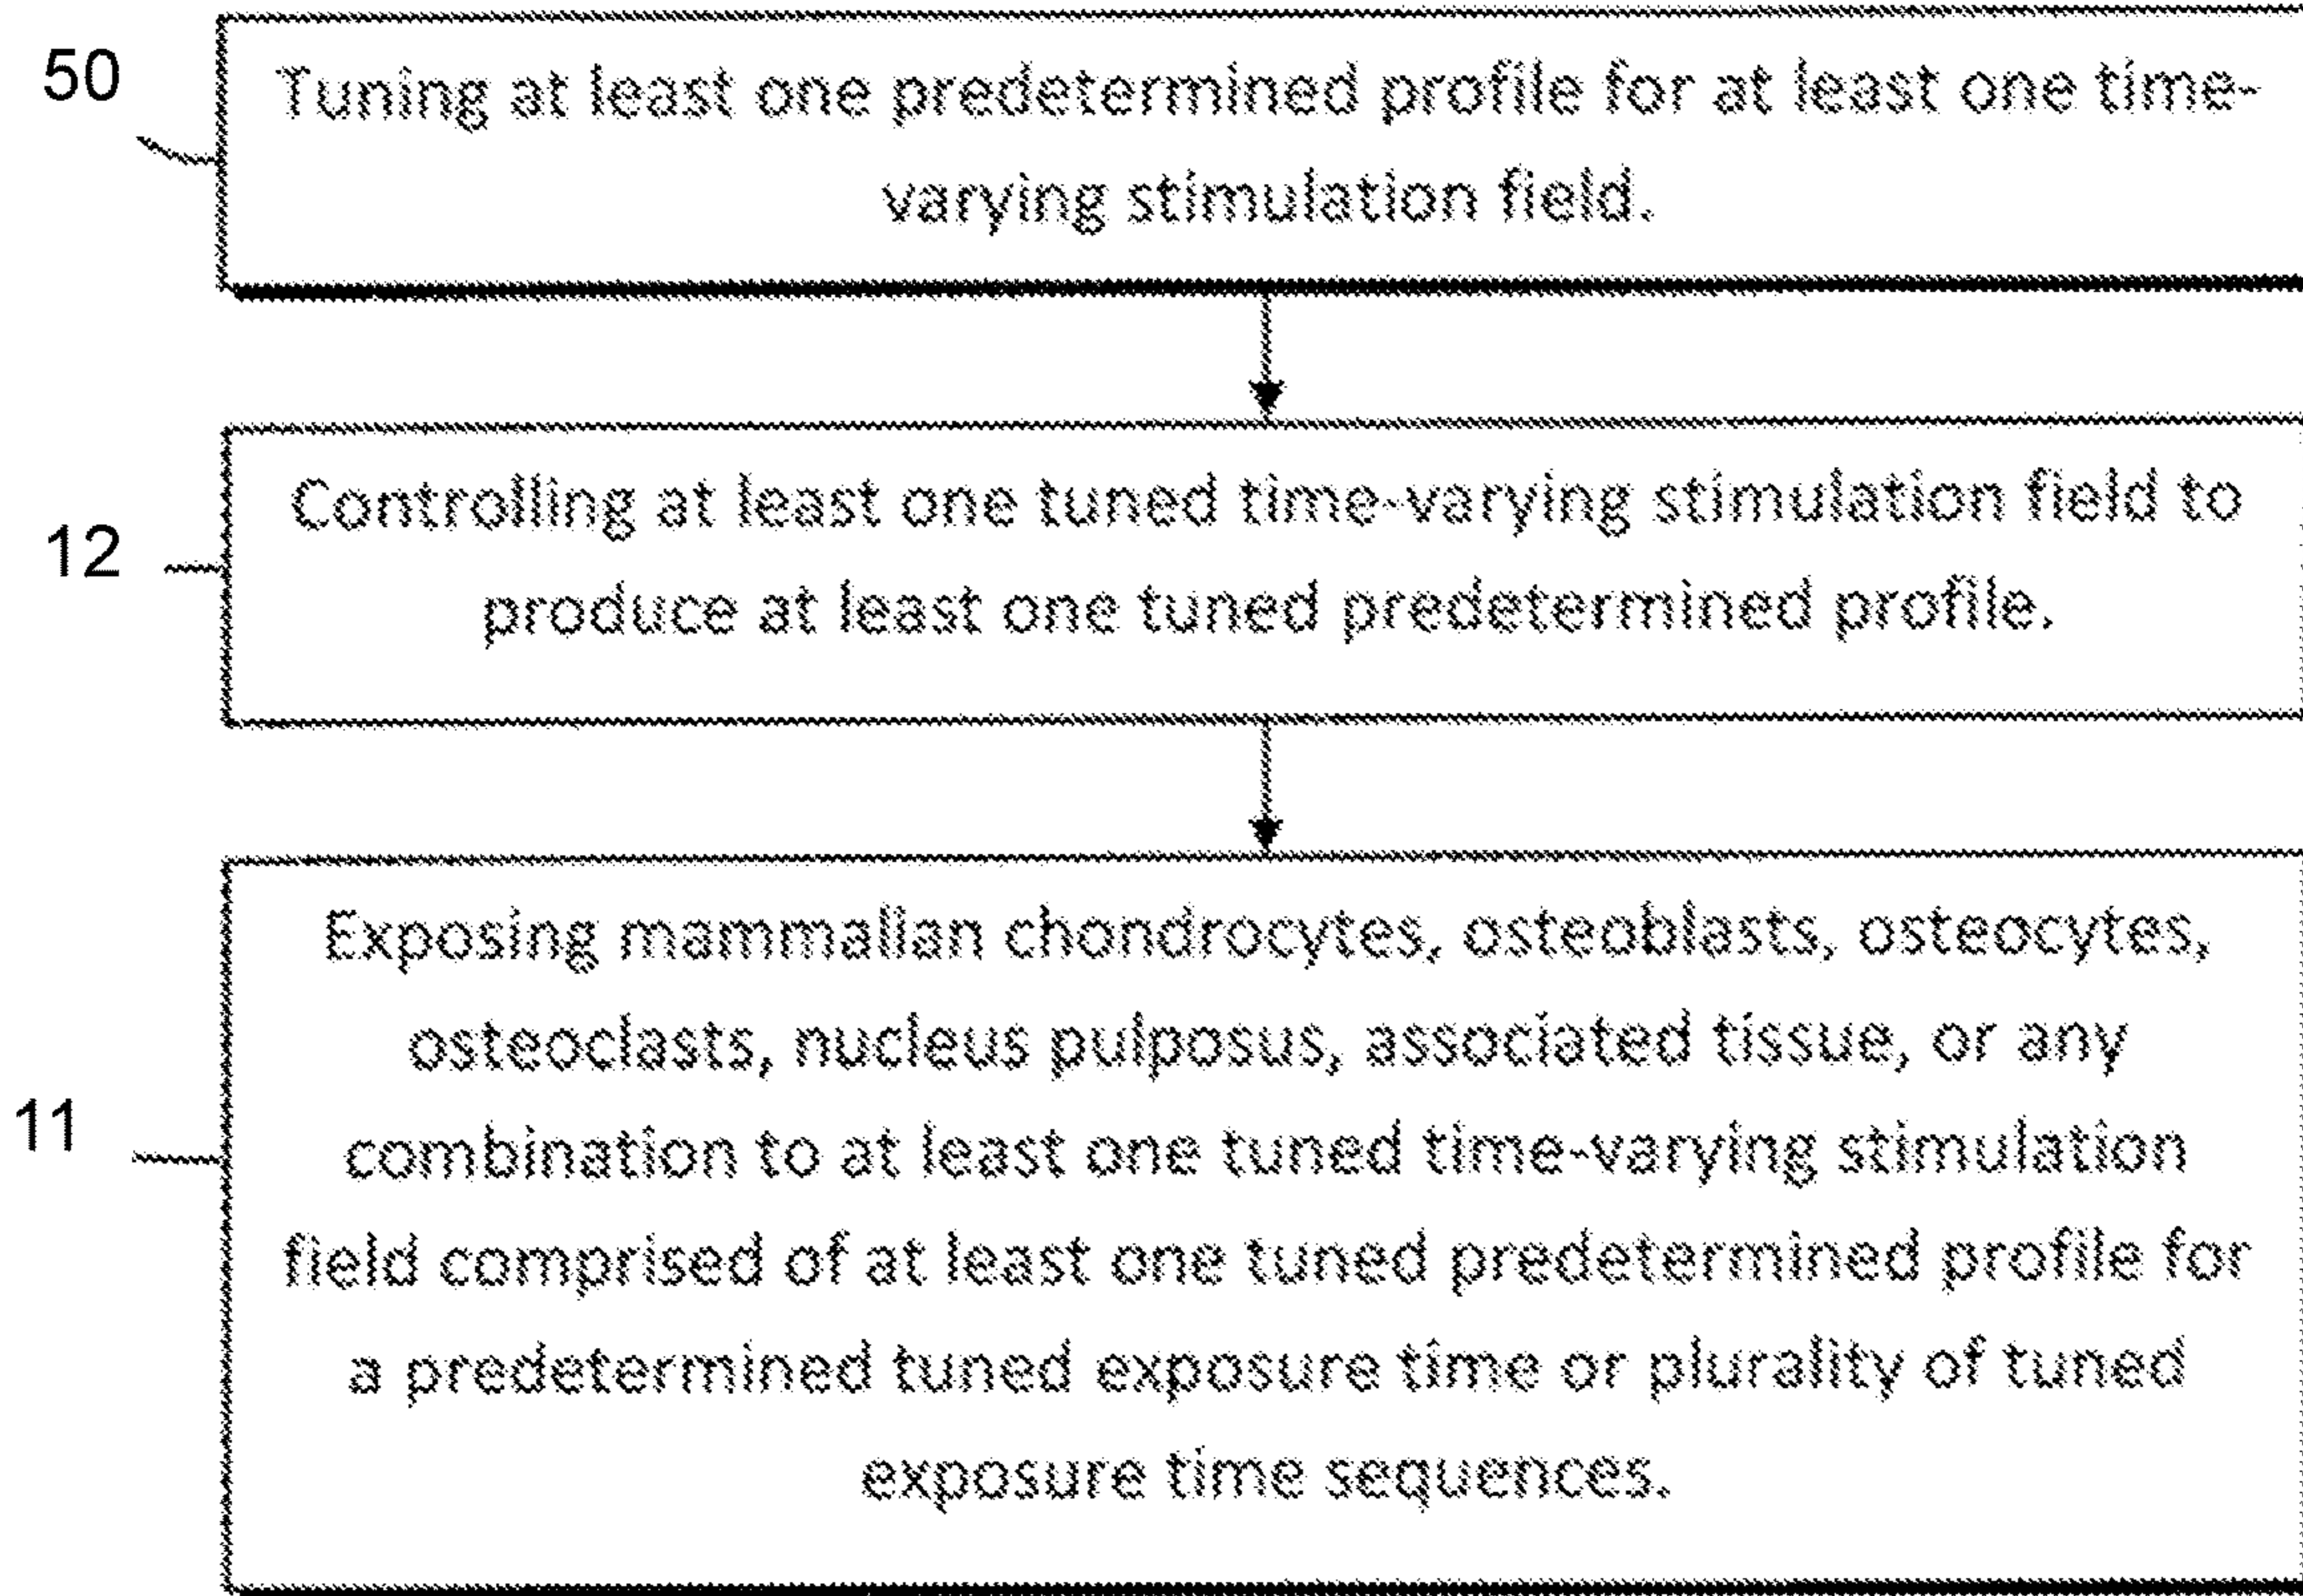 50
Tuning at least one predetermined profile for at least one time-
varying stimulation field.
12
Controlling at least one tuned time-varying stimulation field to
produce at least one tuned predetermined profile.
11
Exposing mammalian chondrocytes, osteoblasts, osteocytes,
osteoclasts, nucleus pulposus, associated tissue, or any
combination to at least one tuned time-varying stimulation
field comprised of at least one tuned predetermined profile for
a predetermined tuned exposure time or plurality of tuned
exposure time sequences.